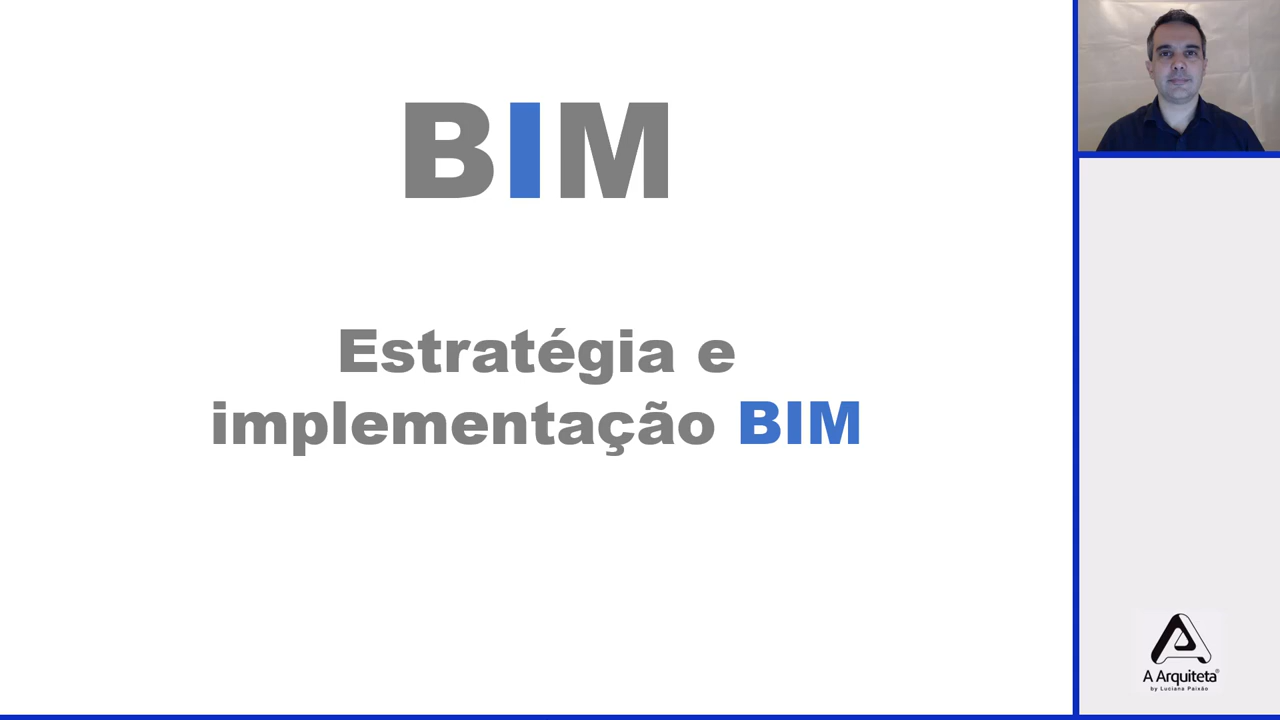 BIM
Estratégia e
implementação BIM
A Arquiteta®
by Luciana Paixão